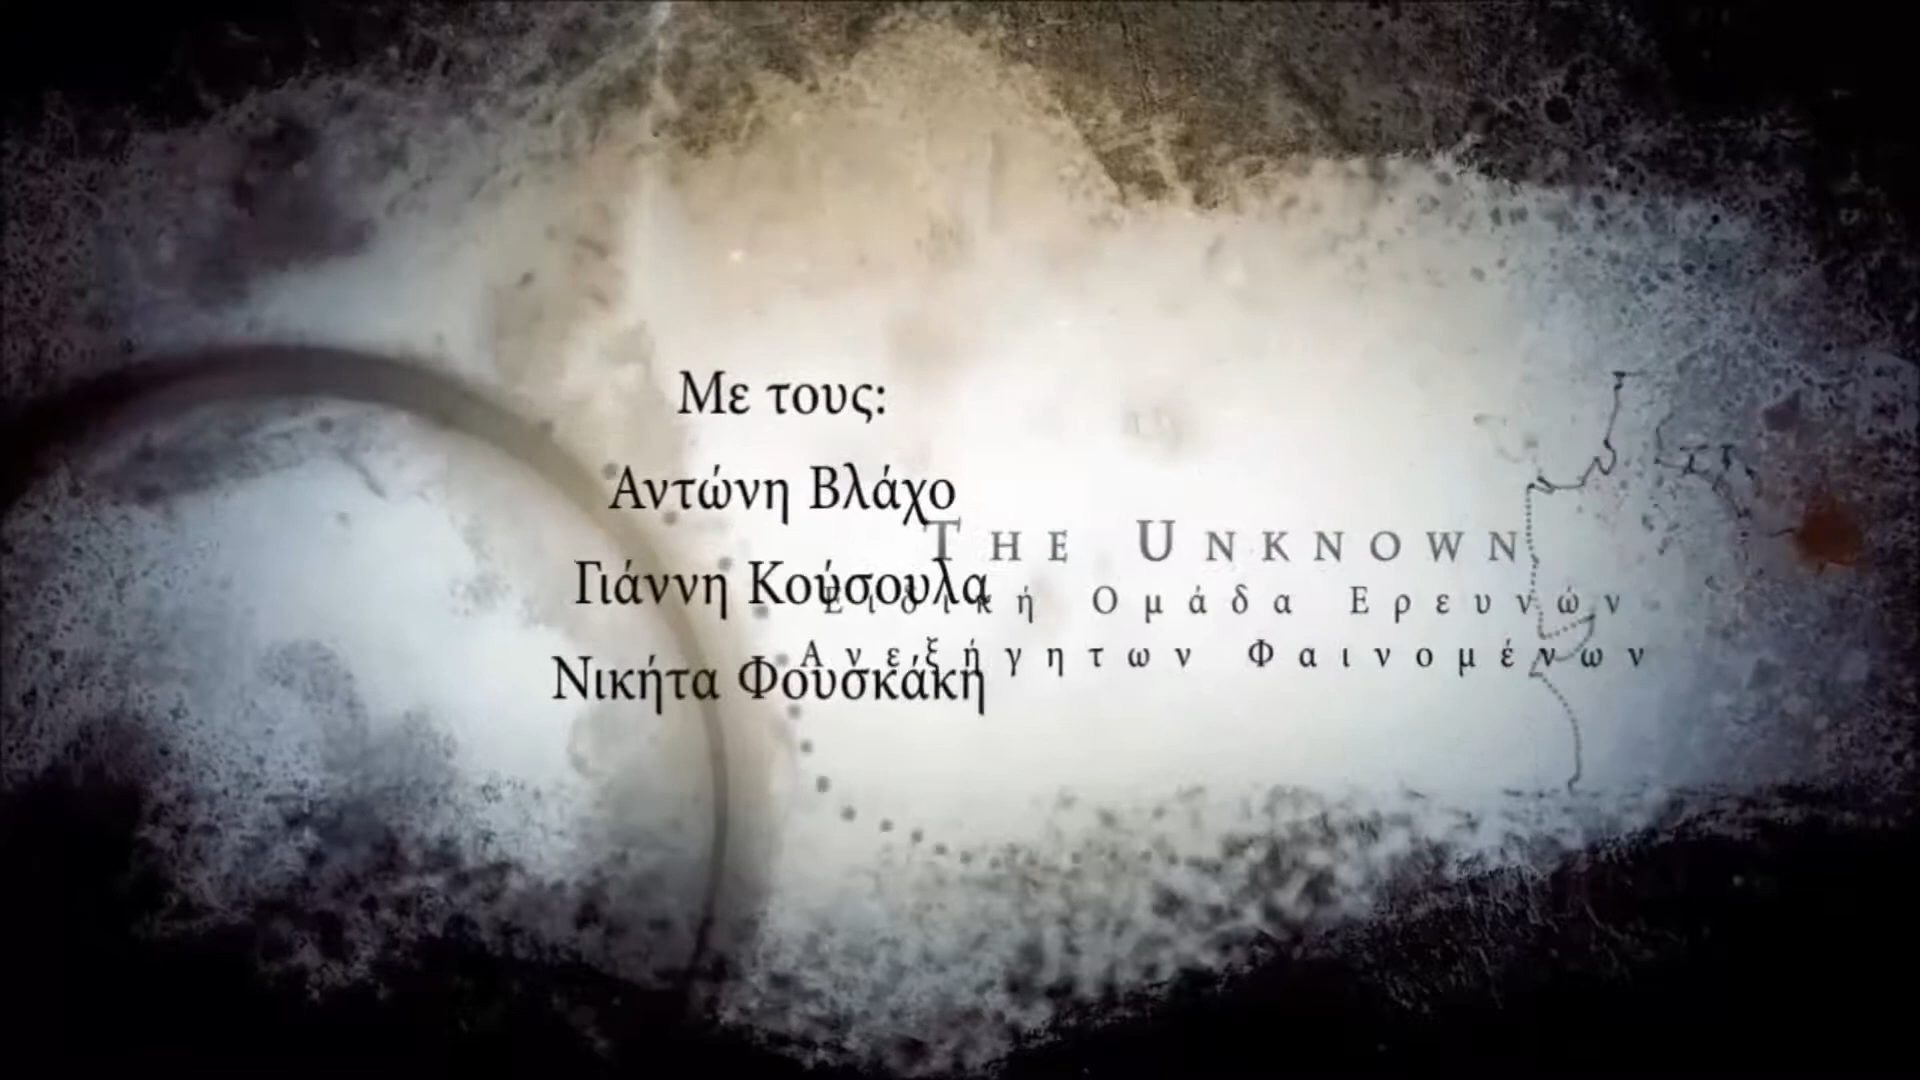 Με τους:
Αντώνη Βλάχο
Γιάννη Κούσουλα
Νικήτα Φουσκάκη
THE UNKNOWN
Ειδική Ομάδα Ερευνών
Ανεξήγητων Φαινομένων